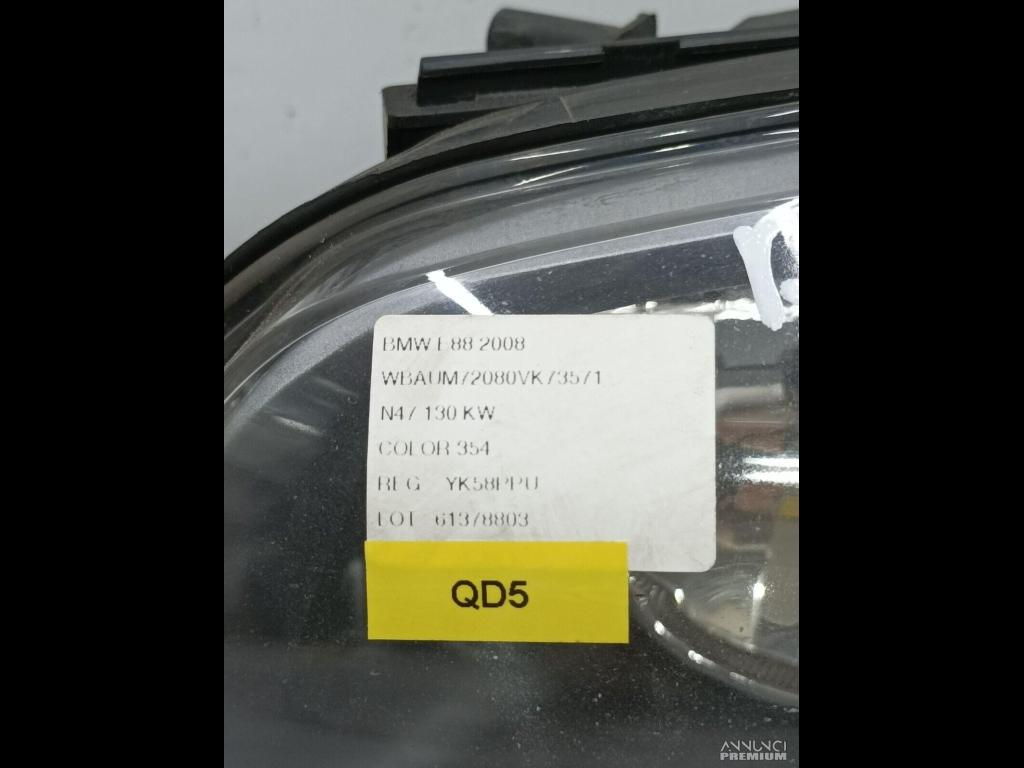 BMW E88 2008
WBAUM72080VK73571
N47 130 KW
COLOR 354
REG YK58PPU
LOT 61378803
QD5
ANNUNCI
PREMIUM